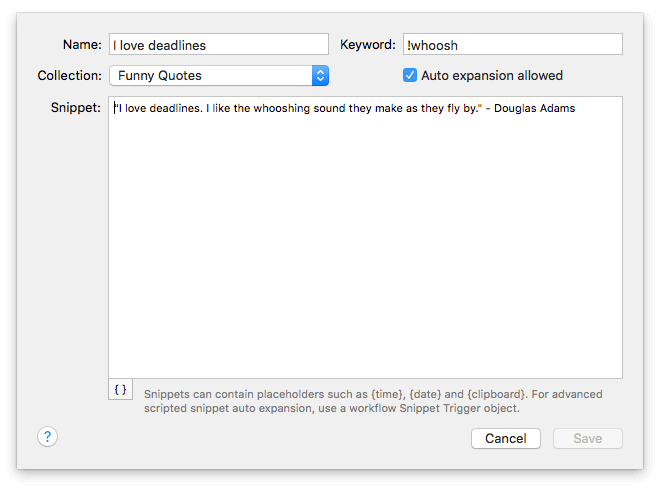 Name: I love deadlines Keyword: !whoosh
Collection: Funny Quotes Auto expansion allowed
Snippet: "I love deadlines. I like the whooshing sound they make as they fly by." - Douglas Adams
{ } Snippets can contain placeholders such as {time}, {date} and {clipboard}. For advanced
scripted snippet auto expansion, use a workflow Snippet Trigger object.
? Cancel Save